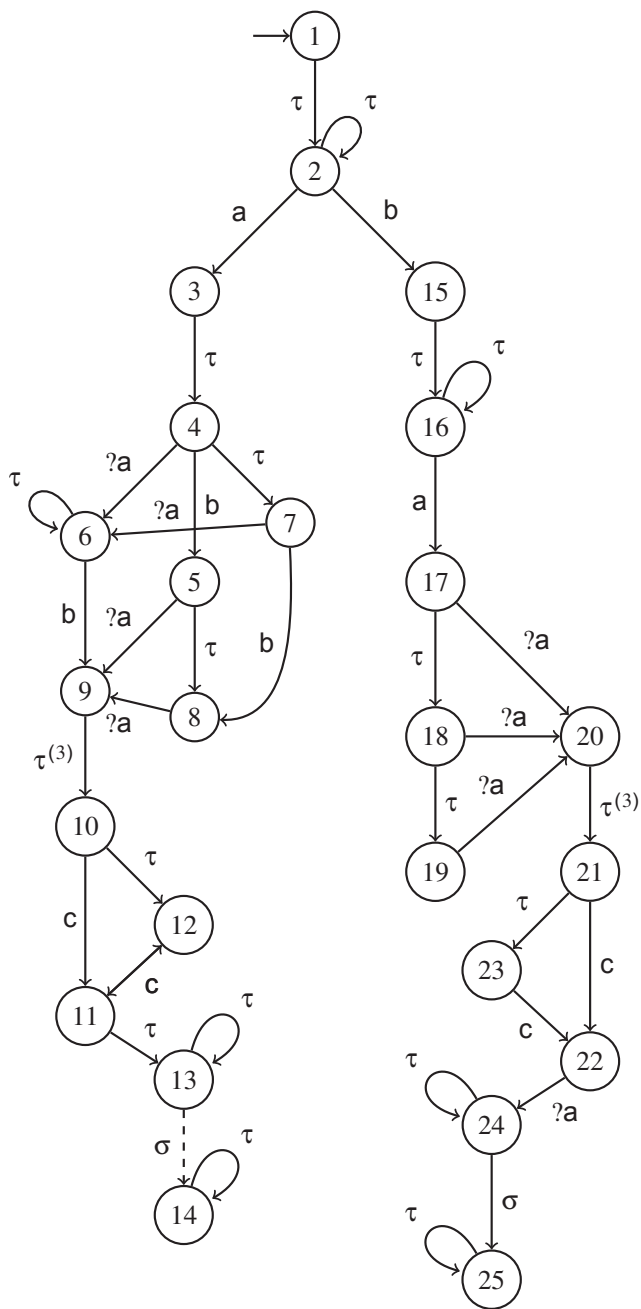 1
τ τ
2
a b
3 15
τ τ τ
4 16
?a τ
τ ?a b 7 a
6
5 17
b ?a τ b τ ?a
9 8
?a 18 ?a 20
τ(3) τ ?a τ(3)
10 19 21
τ τ
c 12 23 c
c c
11 τ τ 22
13 τ ?a
24
σ τ
14 τ σ
25